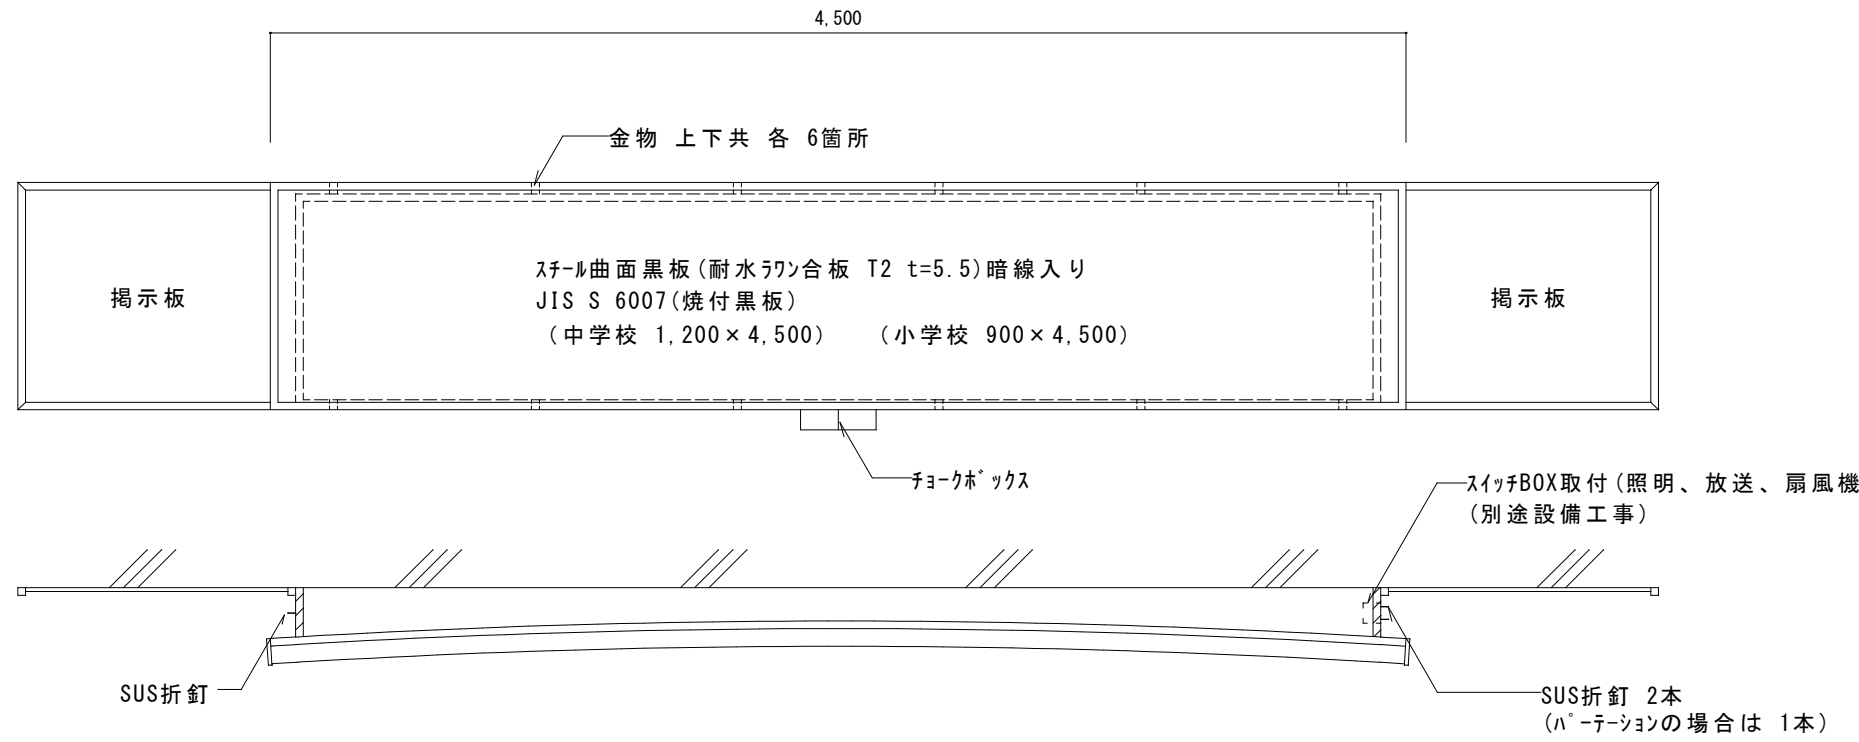 4,500
金物 上下共 各 6箇所
ｽﾁｰﾙ曲面黒板(耐水ﾗﾜﾝ合板 T2 t=5.5)暗線入り
JIS S 6007(焼付黒板)
(中学校 1,200×4,500) (小学校 900×4,500)
掲示板
掲示板
ﾁｮｰｸﾎﾞｯｸｽ
ｽｲｯﾁBOX取付(照明、放送、扇風機
(別途設備工事)
SUS折釘
SUS折釘 2本
(ﾊﾟｰﾃｰｼｮﾝの場合は 1本)